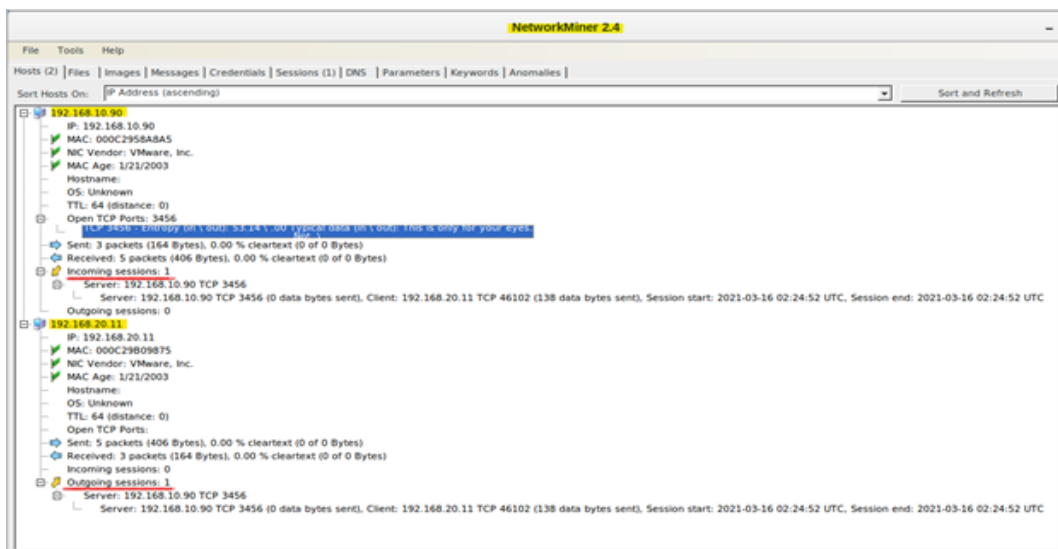 NetworkMiner 2.4
File Tools Help
Hosts (2) | Files | Images | Messages | Credentials | Sessions (1) | DNS | Parameters | Keywords | Anomalies |
Sort Hosts On: IP Address (ascending) Sort and Refresh
192.168.10.90
IP: 192.168.10.90
MAC: 000C2958A8A5
NIC Vendor: VMware, Inc.
MAC Age: 1/21/2003
Hostname:
OS: Unknown
TTL: 64 (distance: 0)
Open TCP Ports: 3456
TCP 3456 - Entropy (in \ out): 53.14 \ .00 Typical data (in \ out): This is only for your eyes.
Sent: 3 packets (164 Bytes), 0.00 % cleartext (0 of 0 Bytes)
Received: 5 packets (406 Bytes), 0.00 % cleartext (0 of 0 Bytes)
Incoming sessions: 1
Server: 192.168.10.90 TCP 3456
Server: 192.168.10.90 TCP 3456 (0 data bytes sent), Client: 192.168.20.11 TCP 46102 (138 data bytes sent), Session start: 2021-03-16 02:24:52 UTC, Session end: 2021-03-16 02:24:52 UTC
Outgoing sessions: 0
192.168.20.11
IP: 192.168.20.11
MAC: 000C29B09875
NIC Vendor: VMware, Inc.
MAC Age: 1/21/2003
Hostname:
OS: Unknown
TTL: 64 (distance: 0)
Open TCP Ports:
Sent: 5 packets (406 Bytes), 0.00 % cleartext (0 of 0 Bytes)
Received: 3 packets (164 Bytes), 0.00 % cleartext (0 of 0 Bytes)
Incoming sessions: 0
Outgoing sessions: 1
Server: 192.168.10.90 TCP 3456
Server: 192.168.10.90 TCP 3456 (0 data bytes sent), Client: 192.168.20.11 TCP 46102 (138 data bytes sent), Session start: 2021-03-16 02:24:52 UTC, Session end: 2021-03-16 02:24:52 UTC